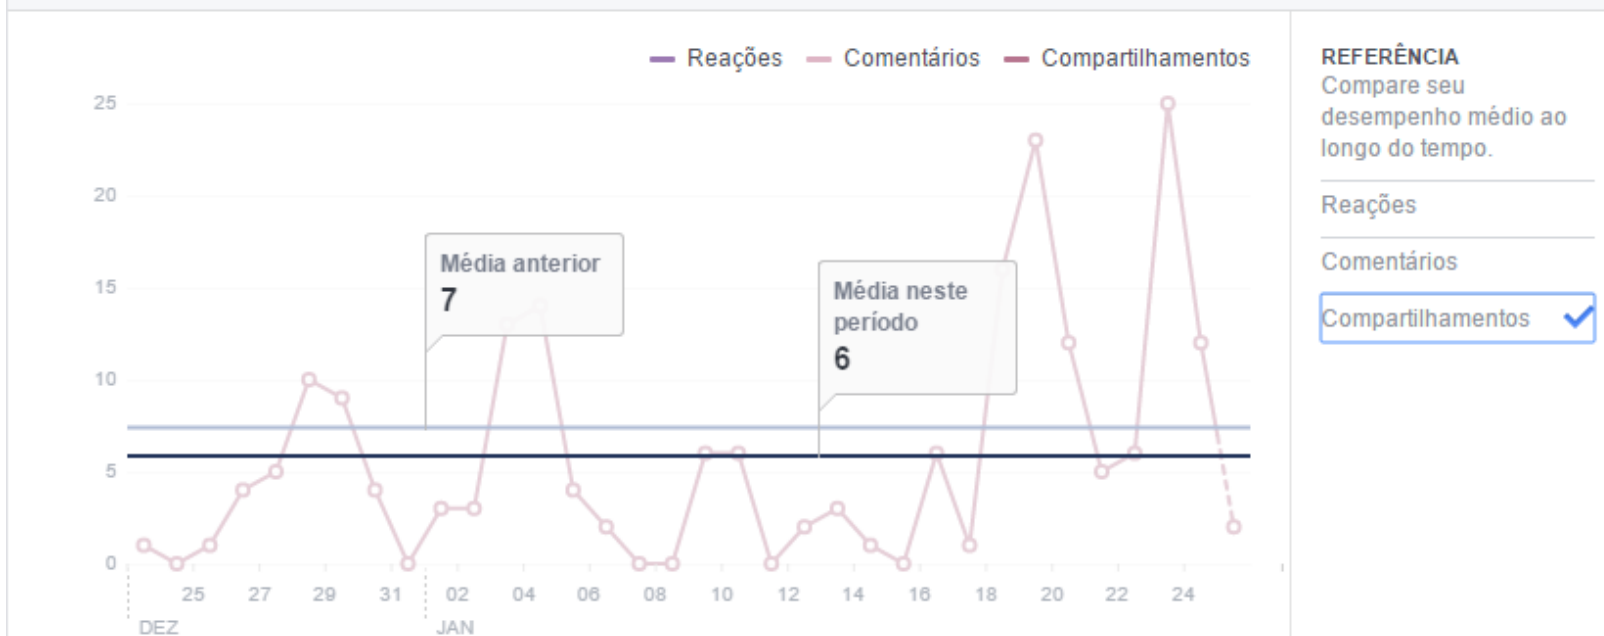 Reações Comentários Compartilhamentos
25
20
15
10
5
0
Média anterior
7
Média neste
período
6
25 27 29 31 02 04 06 08 10 12 14 16 18 20 22 24
DEZ JAN
REFERÊNCIA
Compare seu
desempenho médio ao
longo do tempo.
Reações
Comentários
Compartilhamentos